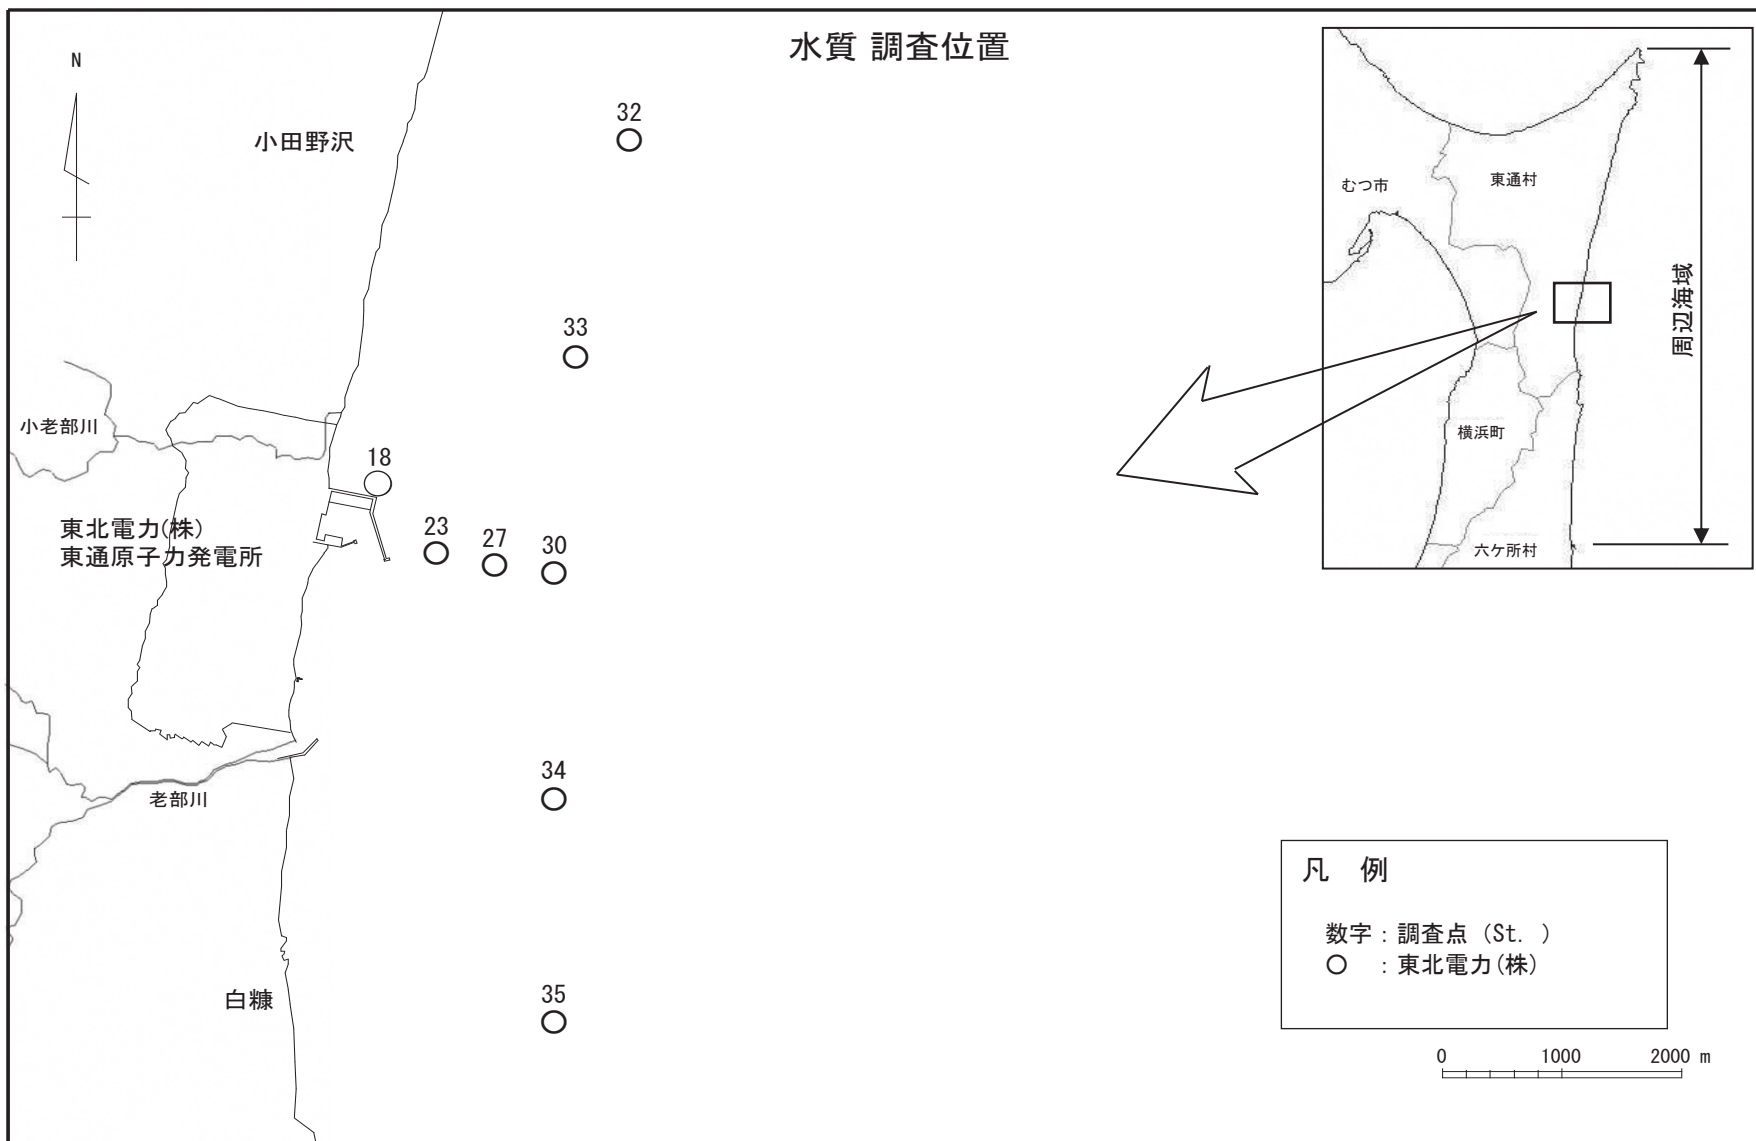 水質 調査位置
N
小田野沢
32
33
小老部川
18
東北電力(株)
東通原子力発電所
23
27
30
34
老部川
35
白糠
むつ市
東通村
周辺海域
横浜町
六ケ所村
凡 例
数字：調査点（St. ）
○ ：東北電力(株)
0 1000 2000 m